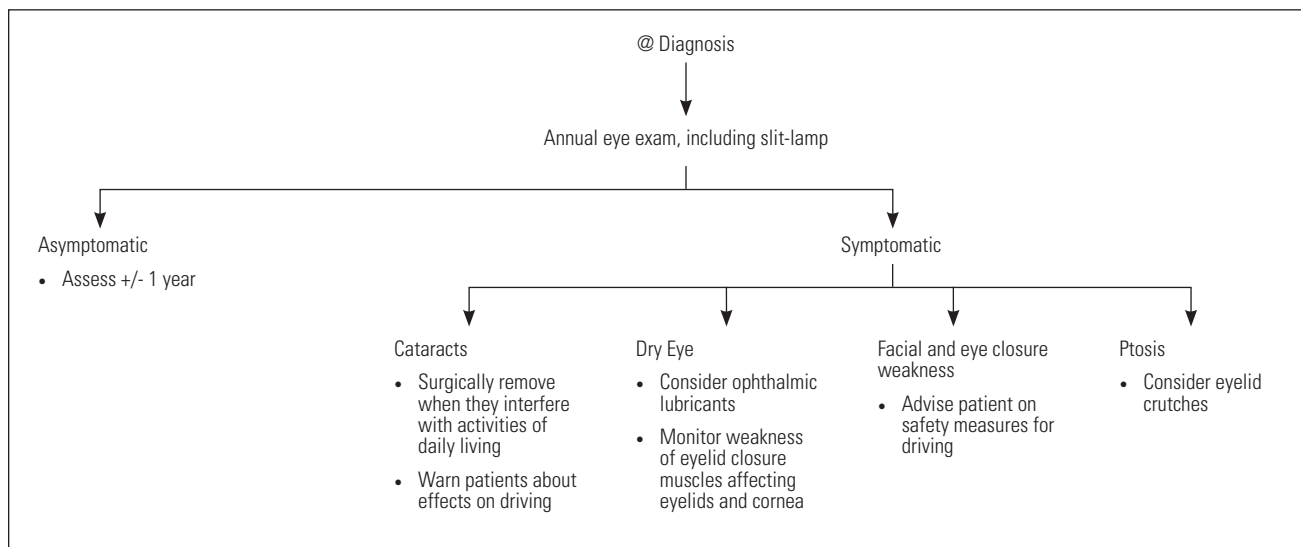 @ Diagnosis
Annual eye exam, including slit-lamp
Asymptomatic
• Assess +/- 1 year
Symptomatic
Cataracts
• Surgically remove
when they interfere
with activities of
daily living
• Warn patients about
effects on driving
Dry Eye
• Consider ophthalmic
lubricants
• Monitor weakness
of eyelid closure
muscles affecting
eyelids and cornea
Facial and eye closure
weakness
• Advise patient on
safety measures for
driving
Ptosis
• Consider eyelid
crutches